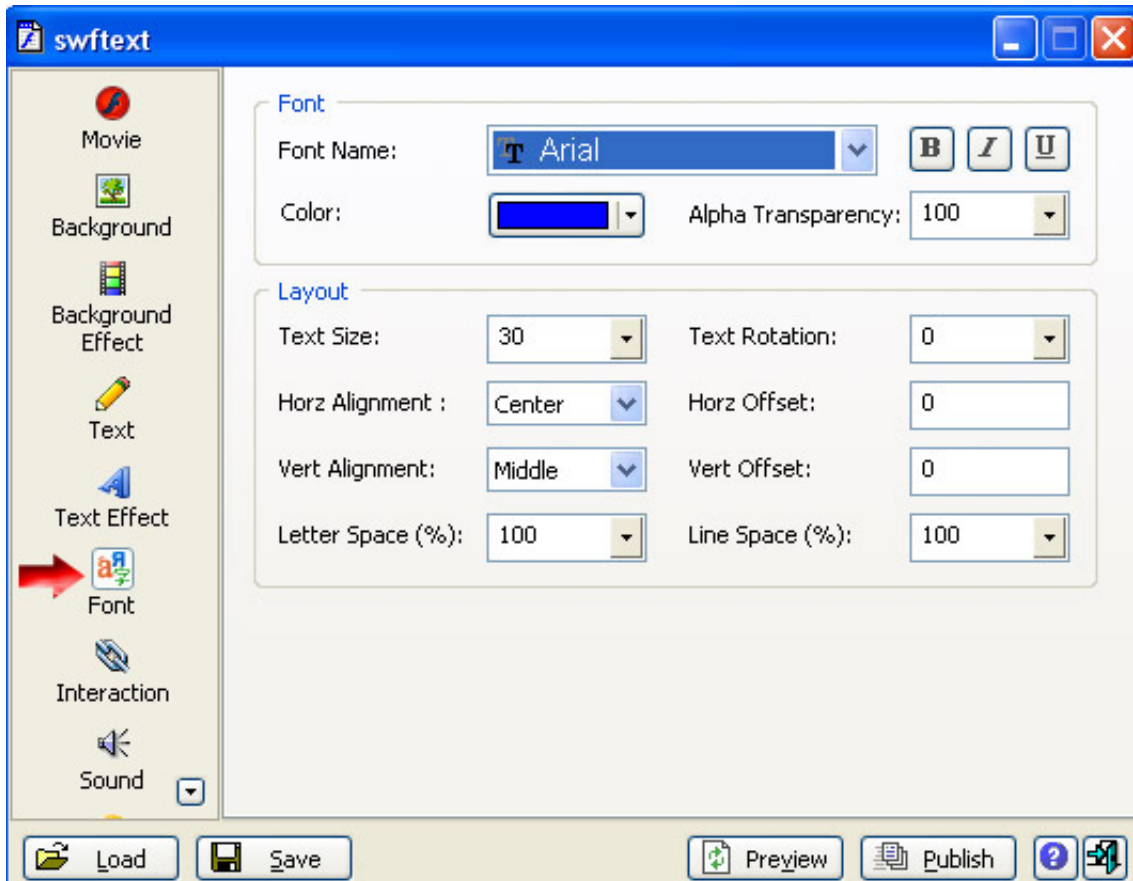 swftext
Movie
Background
Background
Effect
Text
Text Effect
Font
Interaction
Sound
Font
Font Name: Arial B I U
Color: Alpha Transparency: 100
Layout
Text Size: 30 Text Rotation: 0
Horz Alignment : Center Horz Offset: 0
Vert Alignment: Middle Vert Offset: 0
Letter Space (%): 100 Line Space (%): 100
Load Save Preview Publish ?